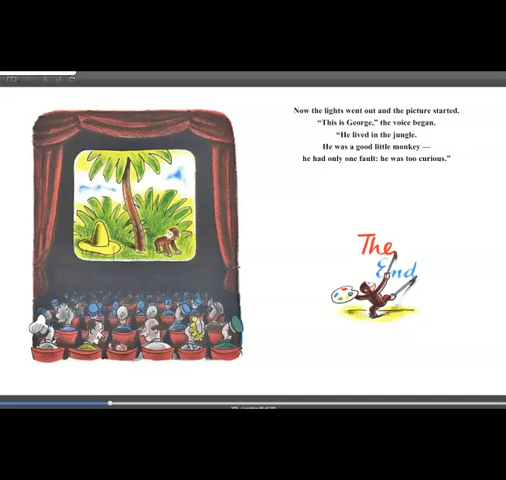 Now the lights went out and the picture started.
“This is George,” the voice began.
“He lived in the jungle.
He was a good little monkey —
he had only one fault: he was too curious.”
The
End